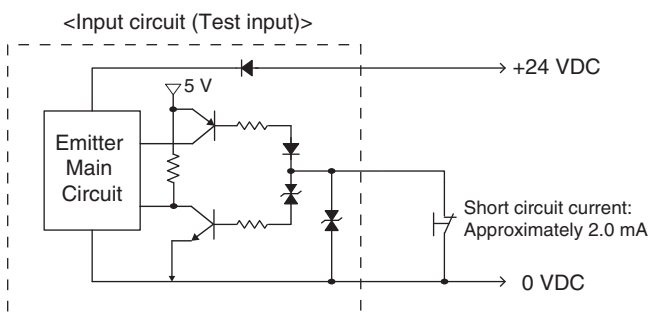 <Input circuit (Test input)>
+24 VDC
5 V
Emitter
Main
Circuit
Short circuit current:
Approximately 2.0 mA
0 VDC